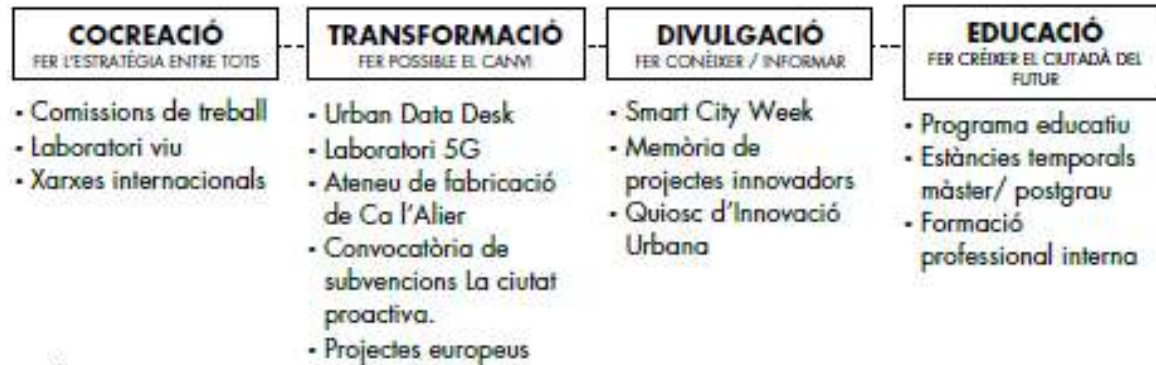 COCREACIÓ
FER L'ESTRATÈGIA ENTRE TOTS
• Comissions de treball
• Laboratori viu
• Xarxes internacionals
TRANSFORMACIÓ
FER POSSIBLE EL CANVI
• Urban Data Desk
• Laboratori 5G
• Ateneu de fabricació
de Ca l'Alier
• Convocatòria de
subvencions La ciutat
proactiva.
• Projectes europeus
DIVULGACIÓ
FER CONÈIXER / INFORMAR
• Smart City Week
• Memòria de
projectes innovadors
• Quiosc d'Innovació
Urbana
EDUCACIÓ
FER CRÉIXER EL CIUTADÀ DEL
FUTUR
• Programa educatiu
• Estàncies temporals
màster/ postgrau
• Formació
professional interna